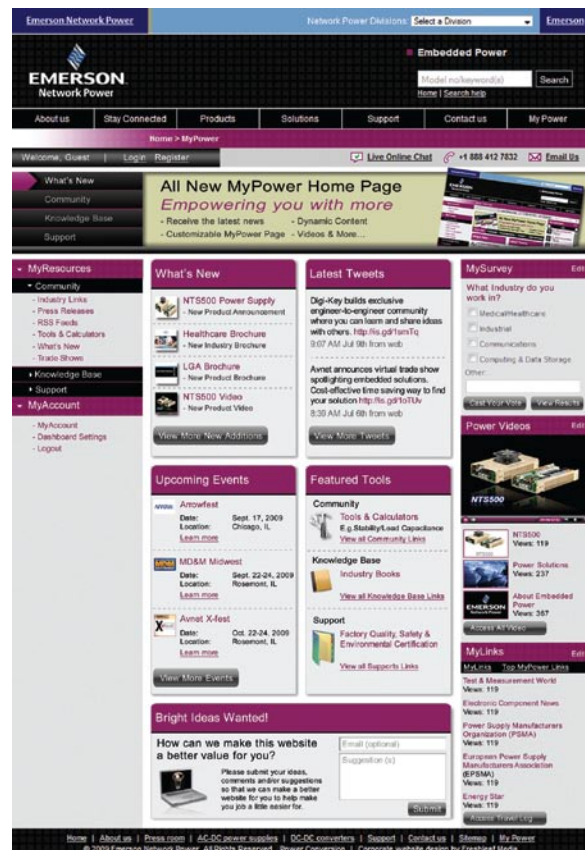 Emerson Network Power
Network Power Divisions: Select a Division
Emerson
Embedded Power
EMERSON
Network Power
Model no/keyword(s)
Search
Home | Search help
About us
Stay Connected
Products
Solutions
Support
Contact us
My Power
Home > MyPower
Welcome, Guest | Login Register
Live Online Chat
+1 888 412 7832
Email Us
What's New
Community
Knowledge Base
Support
All New MyPower Home Page
Empowering you with more
- Receive the latest news - Dynamic Content
- Customizable MyPower Page - Videos & More...
MyResources
Community
- Industry Links
- Press Releases
- RSS Feeds
- Tools & Calculators
- What's New
- Trade Shows
Knowledge Base
Support
MyAccount
- MyAccount
- Dashboard Settings
- Logout
What's New
NTS500 Power Supply
- New Product Announcement
Healthcare Brochure
- New Industry Brochure
LGA Brochure
- New Product Brochure
NTS500 Video
- New Product Video
View More New Additions
Latest Tweets
Digi-Key builds exclusive
engineer-to-engineer community
where you can learn and share ideas
with others. http://is.gd/1smTq
9:07 AM Jul 9th from web
Avnet announces virtual trade show
spotlighting embedded solutions.
Cost-effective time saving way to find
your solution http://is.gd/1oTUv
8:30 AM Jul 6th from web
View More Tweets
MySurvey
Edit
What Industry do you
work in?
Medical/Healthcare
Industrial
Communications
Computing & Data Storage
Other:
Cast Your Vote
View Results
Upcoming Events
Arrowfest
Date: Sept. 17, 2009
Location: Chicago, IL
Learn more
MD&M Midwest
Date: Sept. 22-24, 2009
Location: Rosemont, IL
Learn more
Avnet X-fest
Date: Oct. 22-24, 2009
Location: Rosemont, IL
Learn more
View More Events
Featured Tools
Community
Tools & Calculators
E.g.Stability/Load Capacitance
View all Community Links
Knowledge Base
Industry Books
View all Knowledge Base Links
Support
Factory Quality, Safety &
Environmental Certification
View all Supports Links
Power Videos
Edit
NTS500
NTS500
Views: 119
Power Solutions
Views: 237
About Embedded
Power
Views: 367
EMERSON
Access All Video
MyLinks
Edit
MyLinks
Top MyPower Links
Test & Measurement World
Views: 119
Electronic Component News
Views: 119
Power Supply Manufacturers
Organization (PSMA)
Views: 119
European Power Supply
Manufacturers Association
(EPSMA)
Views: 119
Energy Star
Views: 119
Access Travel Log
Bright Ideas Wanted!
How can we make this website
a better value for you?
Please submit your ideas,
comments and/or suggestions
so that we can make a better
website for you to help make
you job a little easier for.
Email (optional)
Suggestion (s)
Submit
Home | About us | Press room | AC-DC power supplies | DC-DC converters | Support | Contact us | Sitemap | My Power
© 2009 Emerson Network Power. All Rights Reserved. Power Conversion | Corporate website design by Freshleaf Media